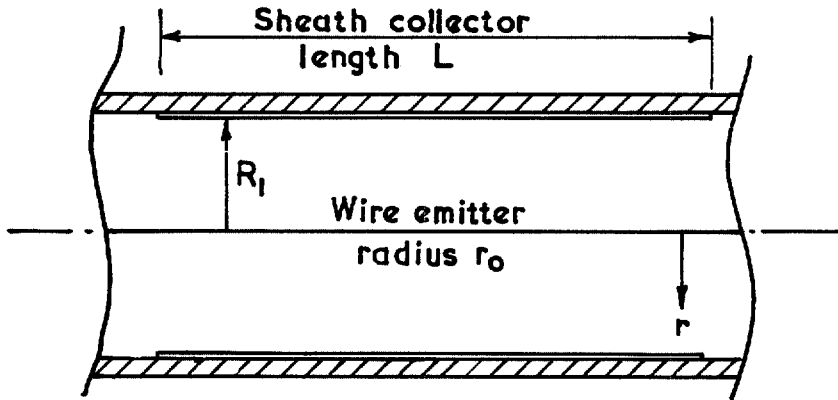 Sheath collector
length L
R₁
Wire emitter
radius r₀
r